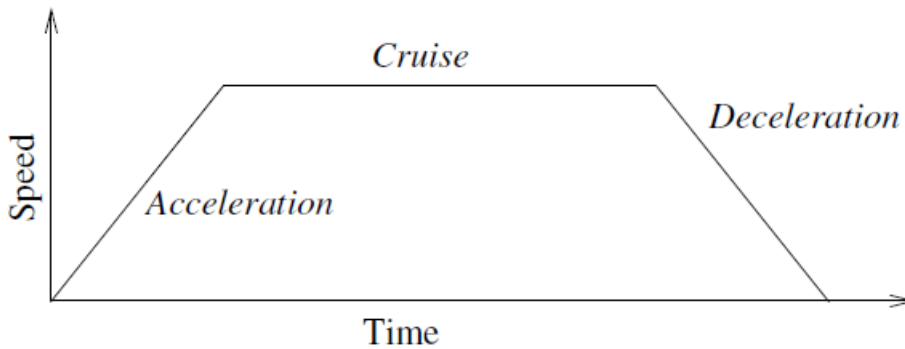 Cruise
Deceleration
Speed
Acceleration
Time